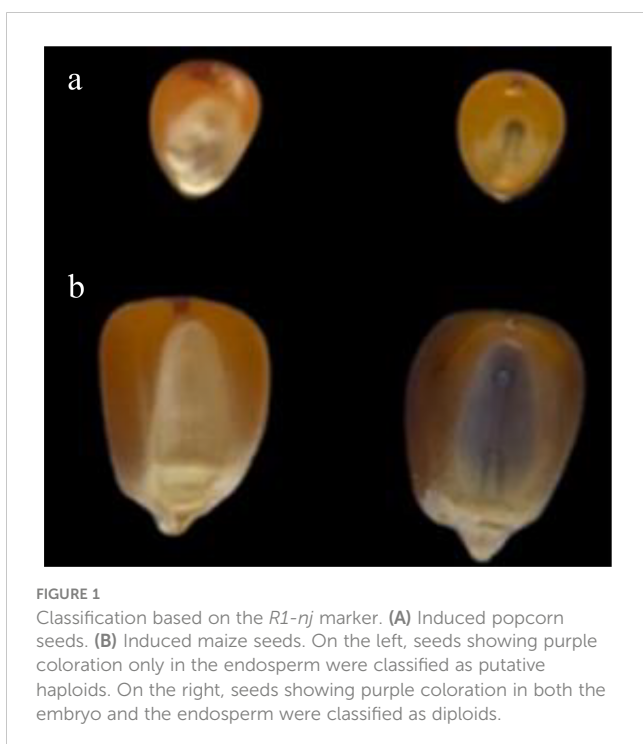 a
b
FIGURE 1
Classification based on the R1-nj marker. (A) Induced popcorn
seeds. (B) Induced maize seeds. On the left, seeds showing purple
coloration only in the endosperm were classified as putative
haploids. On the right, seeds showing purple coloration in both the
embryo and the endosperm were classified as diploids.